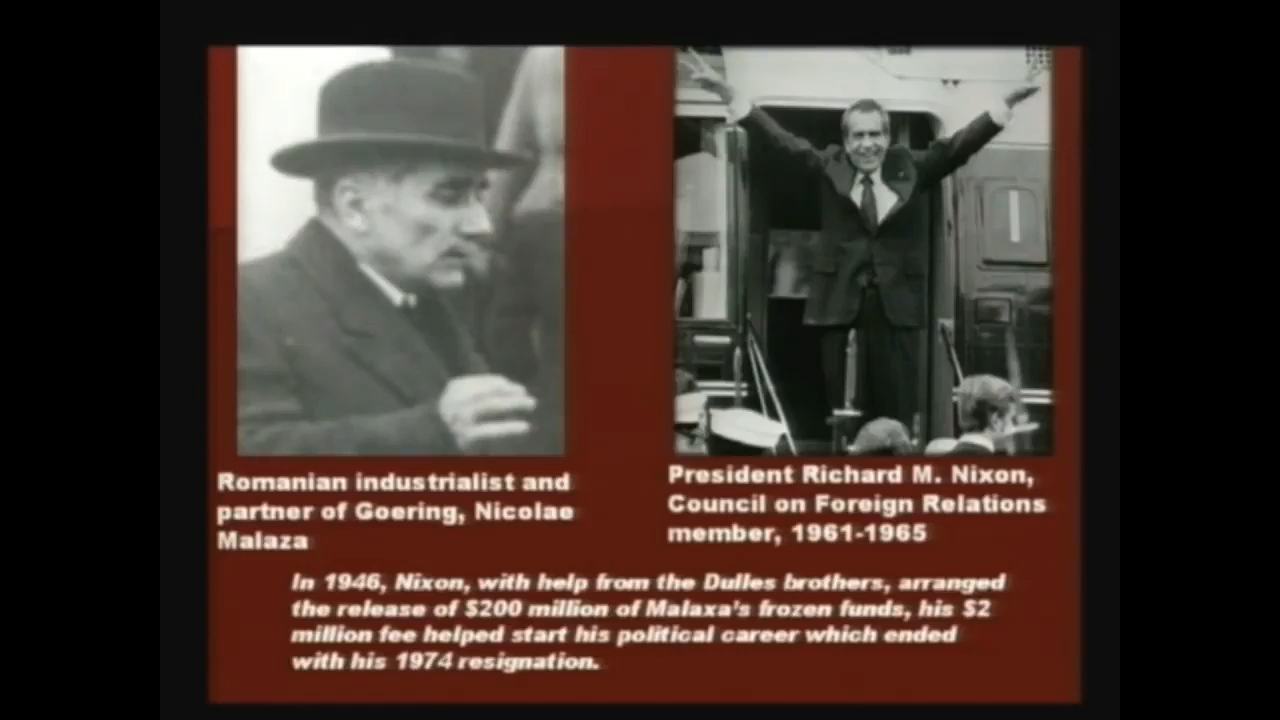 Romanian industrialist and
partner of Goering, Nicolae
Malaza
President Richard M. Nixon,
Council on Foreign Relations
member, 1961-1965
In 1946, Nixon, with help from the Dulles brothers, arranged
the release of $200 million of Malaxa's frozen funds, his $2
million fee helped start his political career which ended
with his 1974 resignation.